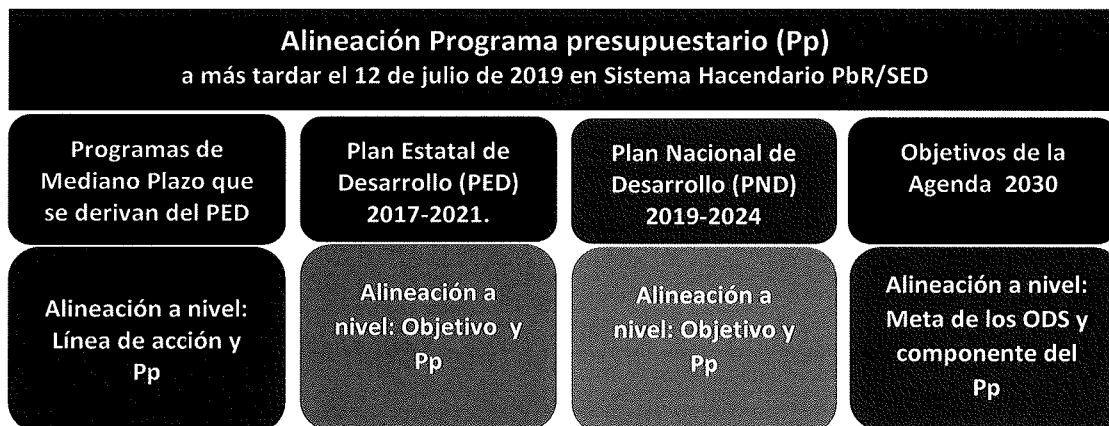 Alineación Programa presupuestario (Pp)
a más tardar el 12 de julio de 2019 en Sistema Hacendario PbR/SED
Programas de
Mediano Plazo que
se derivan del PED
Plan Estatal de
Desarrollo (PED)
2017-2021.
Plan Nacional de
Desarrollo (PND)
2019-2024
Objetivos de la
Agenda 2030
Alineación a nivel:
Línea de acción y
Pp
Alineación a
nivel: Objetivo y
Pp
Alineación a
nivel: Objetivo y
Pp
Alineación a nivel:
Meta de los ODS y
componente del
Pp